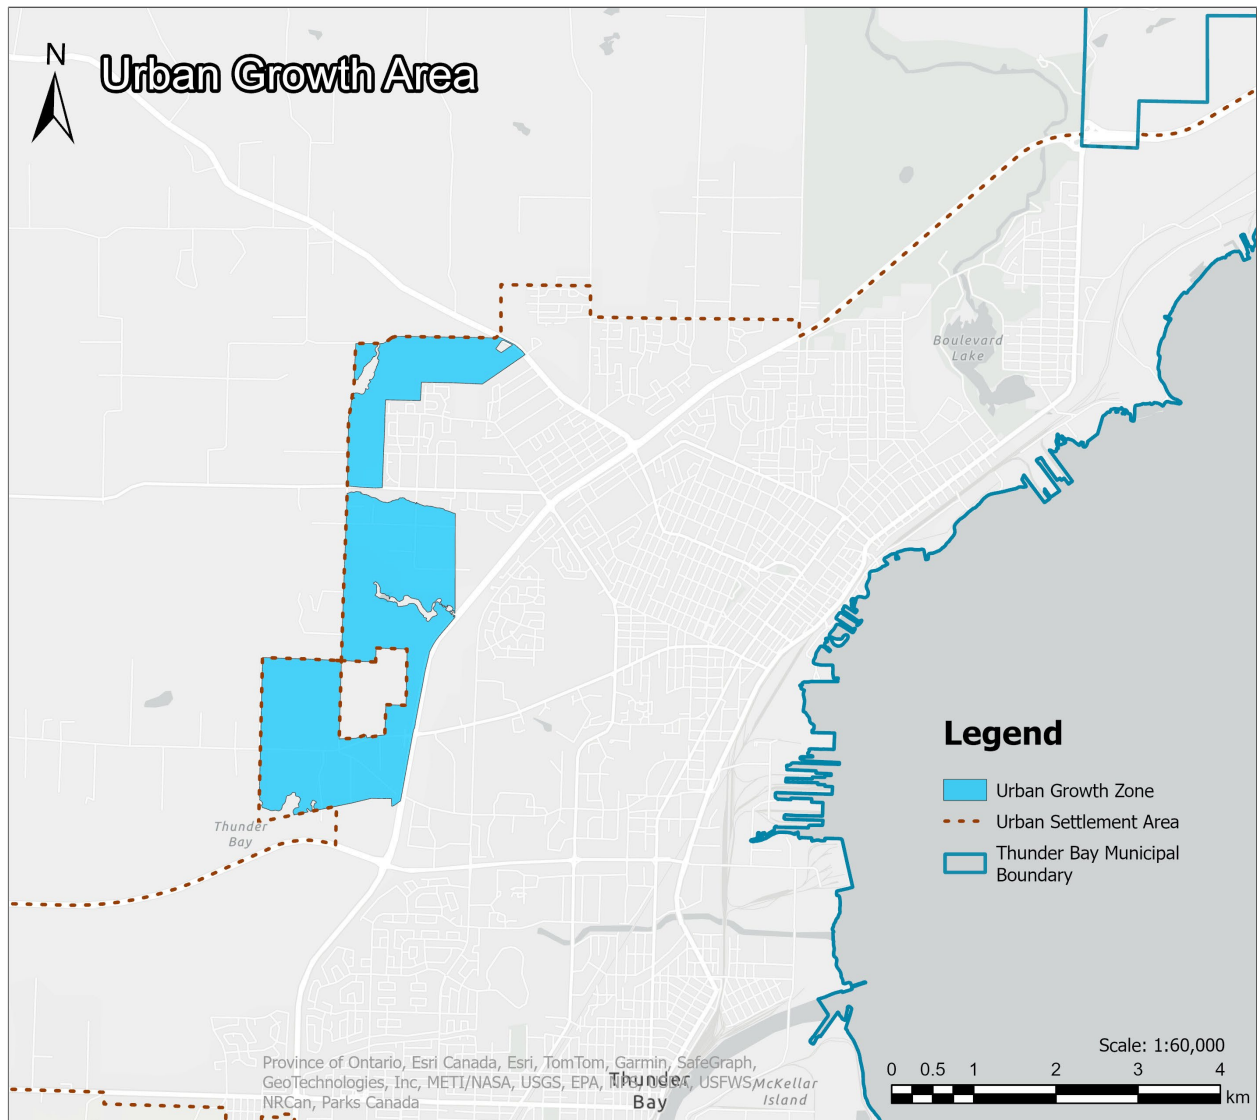 N
Urban Growth Area
Boulevard
Lake
Thunder
Bay
Legend
Urban Growth Zone
Urban Settlement Area
Thunder Bay Municipal
Boundary
Scale: 1:60,000
0 0.5 1 2 3 4
km
Province of Ontario, Esri Canada, Esri, TomTom, Garmin, SafeGraph,
GeoTechnologies, Inc, METI/NASA, USGS, EPA, USFWS,
NRCan, Parks Canada
Thunder
Bay
McKellar
Island